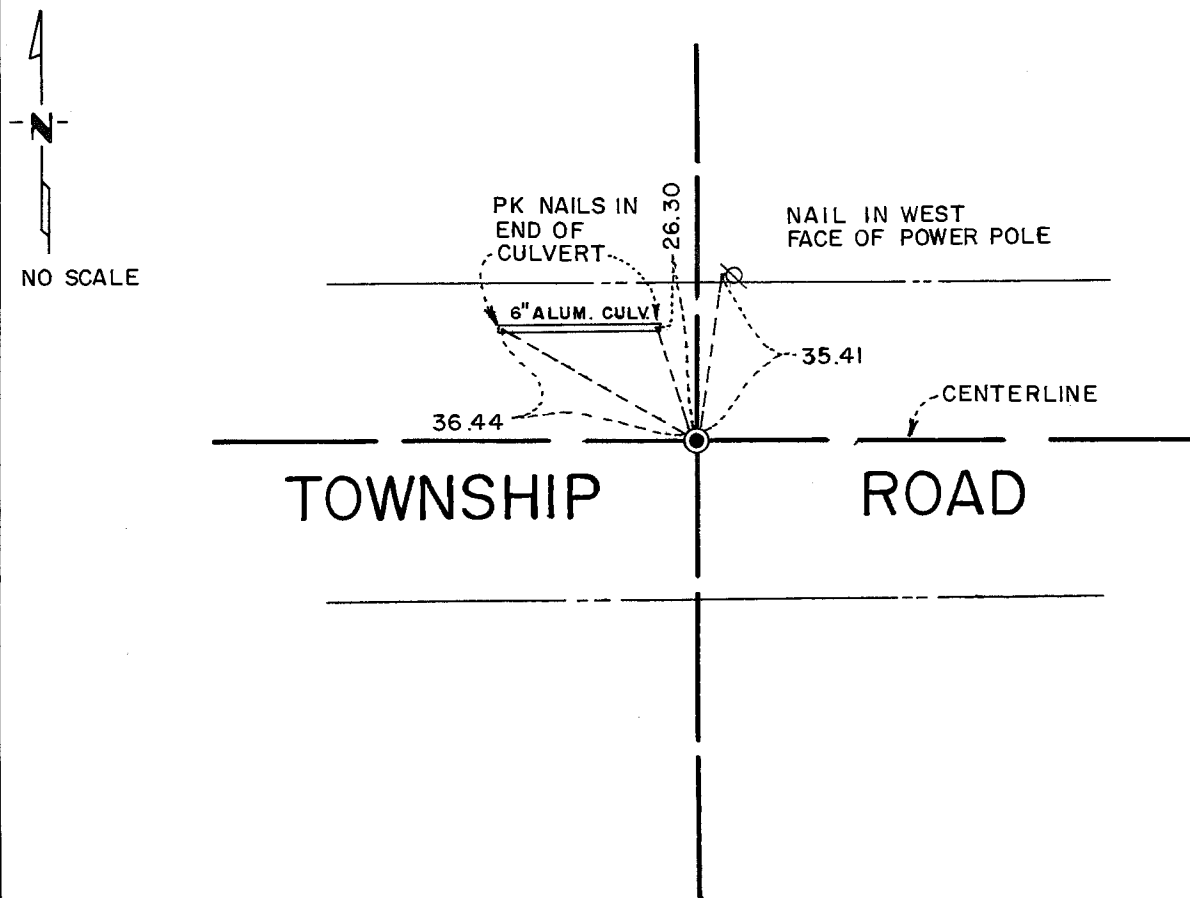 N
NO SCALE
PK NAILS IN
END OF
CULVERT
26.30
NAIL IN WEST
FACE OF POWER POLE
6" ALUM. CULV.
35.41
36.44
CENTERLINE
TOWNSHIP ROAD